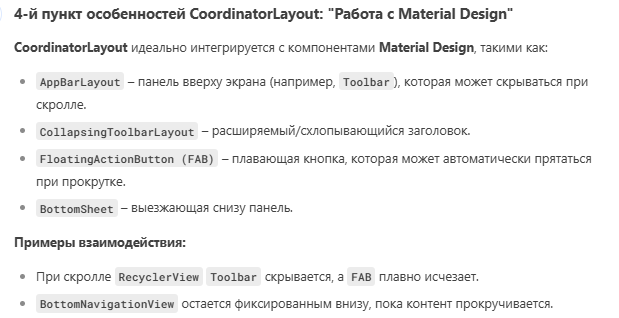 4-й пункт особенностей CoordinatorLayout: "Работа с Material Design"
CoordinatorLayout идеально интегрируется с компонентами Material Design, такими как:
• AppBarLayout – панель вверху экрана (например, Toolbar), которая может скрываться при
скролле.
• CollapsingToolbarLayout – расширяемый/схлопывающийся заголовок.
• FloatingActionButton (FAB) – плавающая кнопка, которая может автоматически прятаться
при прокрутке.
• BottomSheet – выезжающая снизу панель.
Примеры взаимодействия:
• При скролле RecyclerView Toolbar скрывается, а FAB плавно исчезает.
• BottomNavigationView остается фиксированным внизу, пока контент прокручивается.